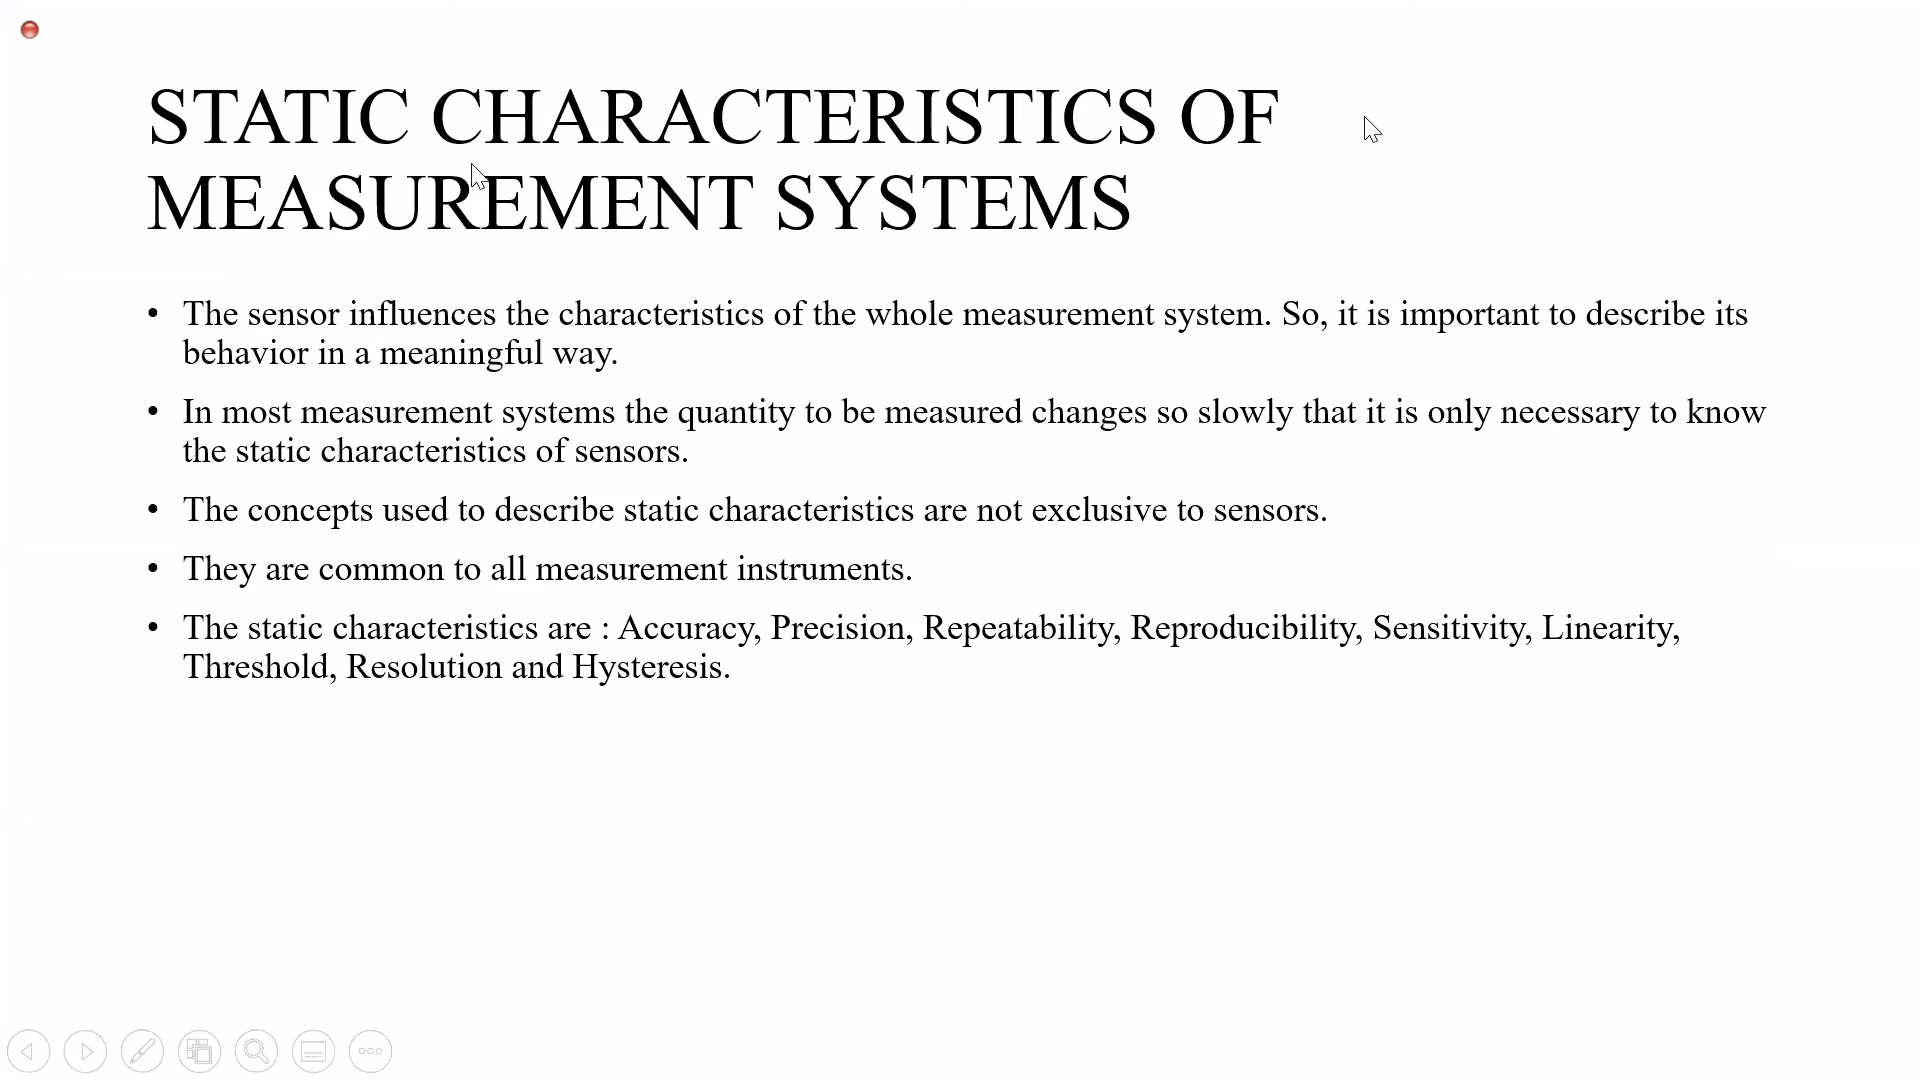 STATIC CHARACTERISTICS OF
MEASUREMENT SYSTEMS
• The sensor influences the characteristics of the whole measurement system. So, it is important to describe its
behavior in a meaningful way.
• In most measurement systems the quantity to be measured changes so slowly that it is only necessary to know
the static characteristics of sensors.
• The concepts used to describe static characteristics are not exclusive to sensors.
• They are common to all measurement instruments.
• The static characteristics are : Accuracy, Precision, Repeatability, Reproducibility, Sensitivity, Linearity,
Threshold, Resolution and Hysteresis.